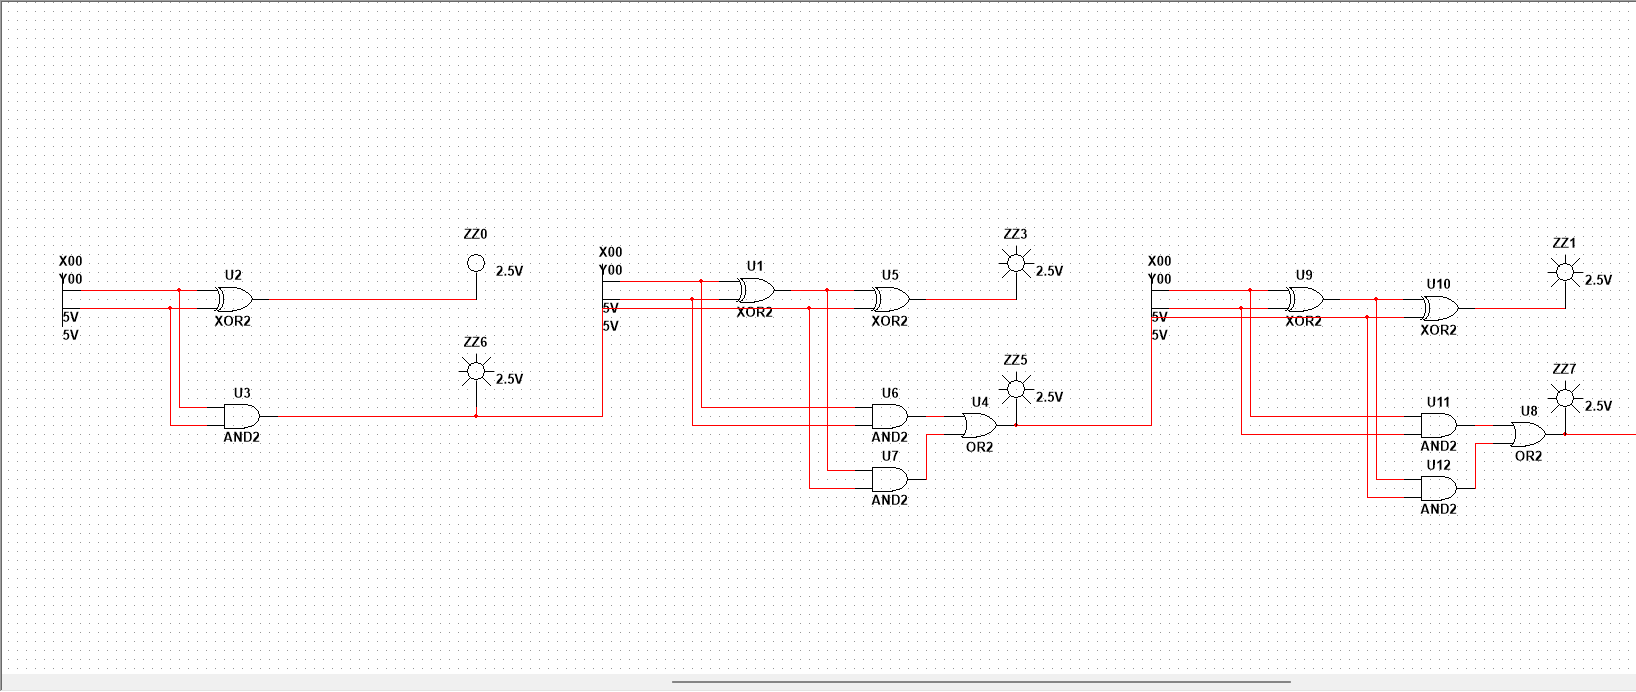 X00
Y00
5V
5V
U2
XOR2
ZZ0
2.5V
U3
AND2
ZZ6
2.5V
X00
Y00
5V
5V
U1
XOR2
U5
XOR2
ZZ3
2.5V
U6
AND2
U7
AND2
U4
OR2
ZZ5
2.5V
X00
Y00
5V
5V
U9
XOR2
U10
XOR2
ZZ1
2.5V
U11
AND2
U12
AND2
U8
OR2
ZZ7
2.5V